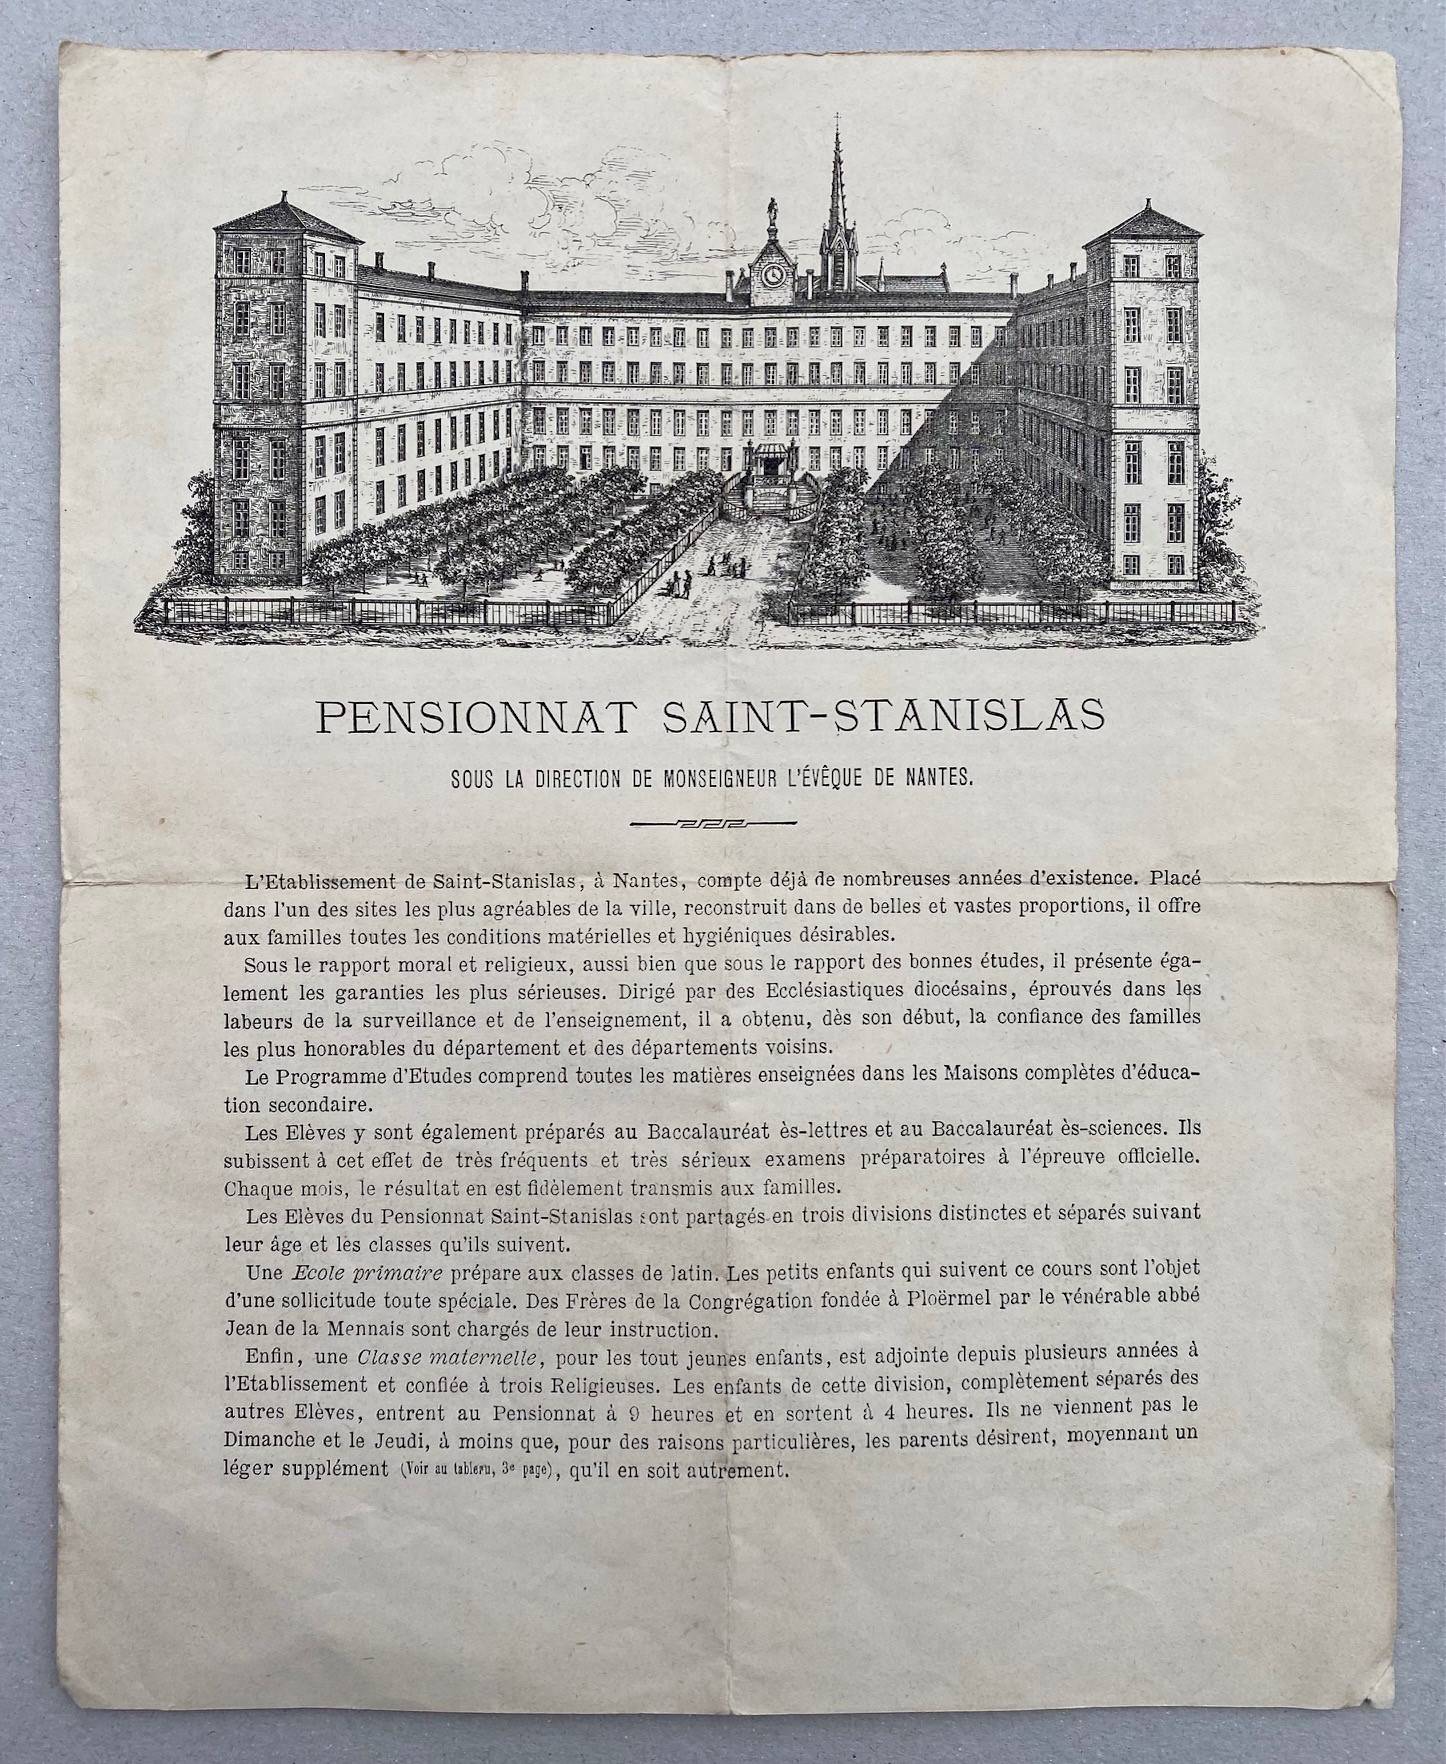 PENSIONNAT SAINT-STANISLAS
SOUS LA DIRECTION DE MONSEIGNEUR L'ÉVÊQUE DE NANTES.
L'Etablissement de Saint-Stanislas, à Nantes, compte déjà de nombreuses années d'existence. Placé
dans l'un des sites les plus agréables de la ville, reconstruit dans de belles et vastes proportions, il offre
aux familles toutes les conditions matérielles et hygiéniques désirables.
Sous le rapport moral et religieux, aussi bien que sous le rapport des bonnes études, il présente éga-
lement les garanties les plus sérieuses. Dirigé par des Ecclésiastiques diocésains, éprouvés dans les
labeurs de la surveillance et de l'enseignement, il a obtenu, dès son début, la confiance des familles
les plus honorables du département et des départements voisins.
Le Programme d'Etudes comprend toutes les matières enseignées dans les Maisons complètes d'éduca-
tion secondaire.
Les Elèves y sont également préparés au Baccalauréat ès-lettres et au Baccalauréat ès-sciences. Ils
subissent à cet effet de très fréquents et très sérieux examens préparatoires à l'épreuve officielle.
Chaque mois, le résultat en est fidèlement transmis aux familles.
Les Elèves du Pensionnat Saint-Stanislas sont partagés en trois divisions distinctes et séparés suivant
leur âge et les classes qu'ils suivent.
Une Ecole primaire prépare aux classes de latin. Les petits enfants qui suivent ce cours sont l'objet
d'une sollicitude toute spéciale. Des Frères de la Congrégation fondée à Ploërmel par le vénérable abbé
Jean de la Mennais sont chargés de leur instruction.
Enfin, une Classe maternelle, pour les tout jeunes enfants, est adjointe depuis plusieurs années à
l'Etablissement et confiée à trois Religieuses. Les enfants de cette division, complètement séparés des
autres Elèves, entrent au Pensionnat à 9 heures et en sortent à 4 heures. Ils ne viennent pas le
Dimanche et le Jeudi, à moins que, pour des raisons particulières, les parents désirent, moyennant un
léger supplément (Voir au tableau, 3e page), qu'il en soit autrement.